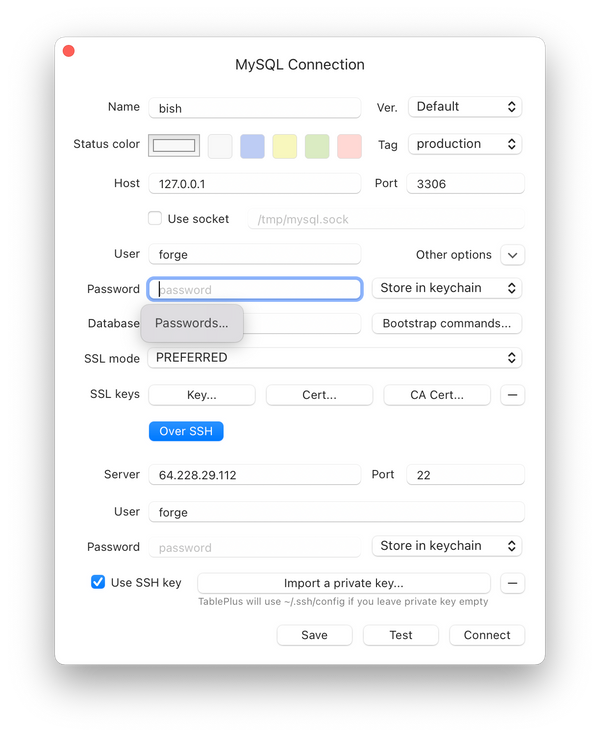 MySQL Connection
Name bish Ver. Default
Status color Tag production
Host 127.0.0.1 Port 3306
Use socket /tmp/mysql.sock
User forge Other options
Password password Store in keychain
Database Passwords... Bootstrap commands...
SSL mode PREFERRED
SSL keys Key... Cert... CA Cert...
Over SSH
Server 64.228.29.112 Port 22
User forge
Password password Store in keychain
Use SSH key Import a private key...
TablePlus will use ~/.ssh/config if you leave private key empty
Save Test Connect